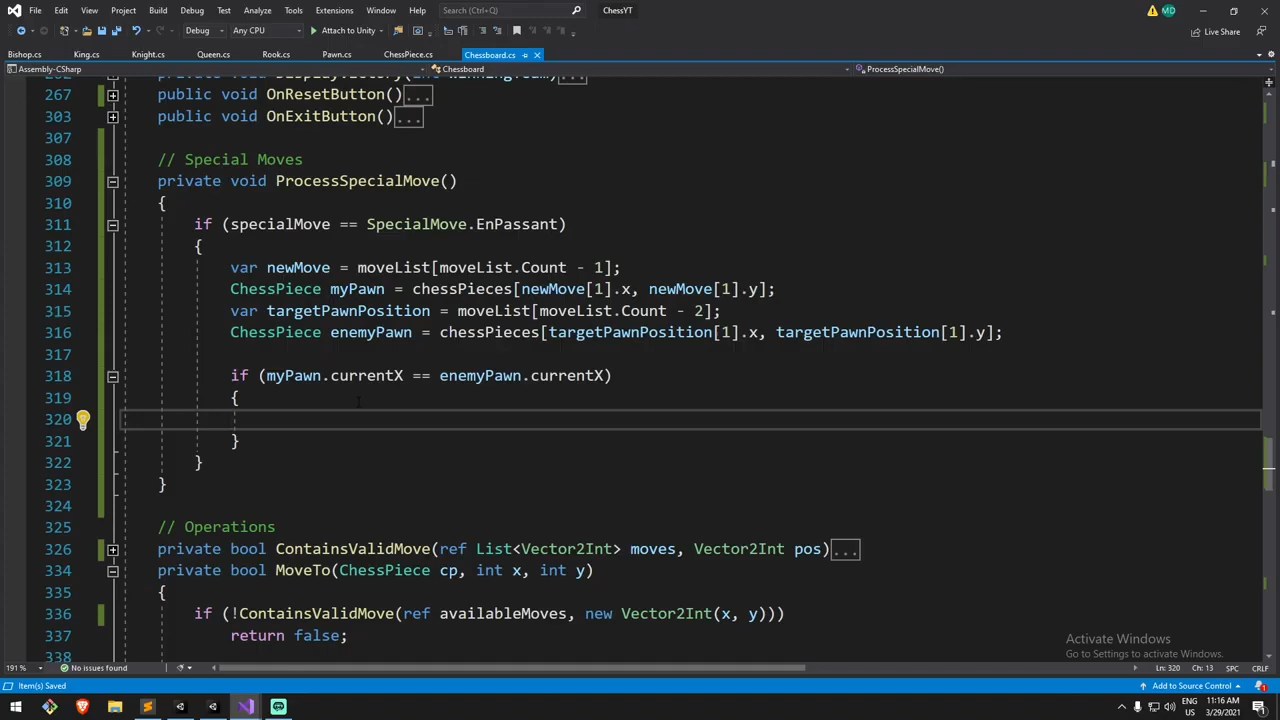 File Edit View Project Build Debug Test Analyze Tools Extensions Window Help Search (Ctrl+Q) ChessYT MD
Debug Any CPU Attach to Unity Live Share
Bishop.cs King.cs Knight.cs Queen.cs Rook.cs Pawn.cs ChessPiece.cs Chessboard.cs
Assembly-CSharp Chessboard ProcessSpecialMove()
267 public void OnResetButton()...
303 public void OnExitButton()...
307
308 // Special Moves
309 private void ProcessSpecialMove()
310 {
311 if (specialMove == SpecialMove.EnPassant)
312 {
313 var newMove = moveList[moveList.Count - 1];
314 ChessPiece myPawn = chessPieces[newMove[1].x, newMove[1].y];
315 var targetPawnPosition = moveList[moveList.Count - 2];
316 ChessPiece enemyPawn = chessPieces[targetPawnPosition[1].x, targetPawnPosition[1].y];
317
318 if (myPawn.currentX == enemyPawn.currentX)
319 {
320
321 }
322 }
323 }
324
325 // Operations
326 private bool ContainsValidMove(ref List<Vector2Int> moves, Vector2Int pos)...
334 private bool MoveTo(ChessPiece cp, int x, int y)
335 {
336 if (!ContainsValidMove(ref availableMoves, new Vector2Int(x, y)))
337 return false;
338
Activate Windows
Go to Settings to activate Windows.
191 % No issues found Ln: 320 Ch: 13 SPC CRLF
Item(s) Saved Add to Source Control 1
ENG 11:16 AM
US 3/29/2021